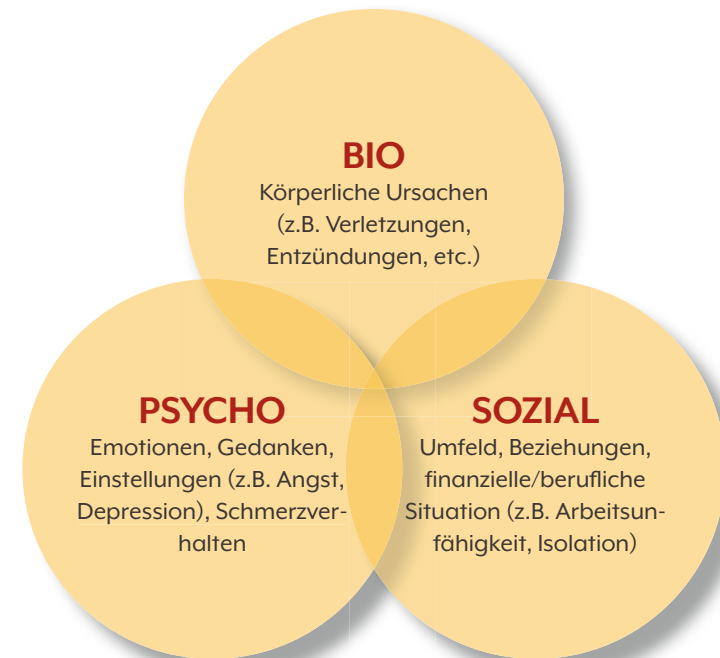 BIO
Körperliche Ursachen
(z.B. Verletzungen,
Entzündungen, etc.)
PSYCHO
Emotionen, Gedanken,
Einstellungen (z.B. Angst,
Depression), Schmerzver-
halten
SOZIAL
Umfeld, Beziehungen,
finanzielle/berufliche
Situation (z.B. Arbeitsun-
fähigkeit, Isolation)